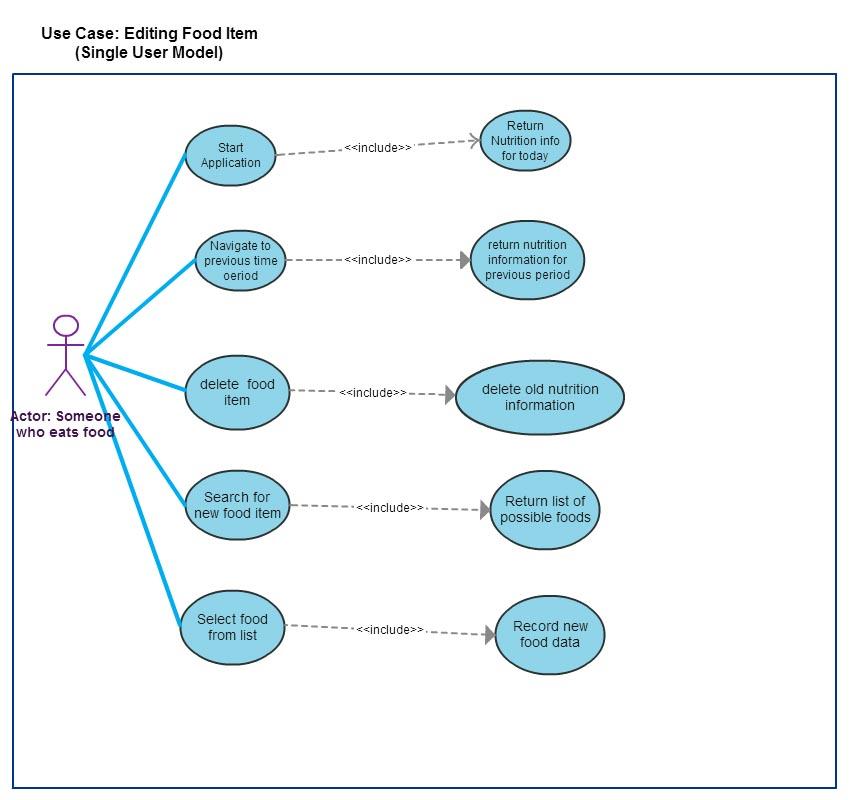 Use Case: Editing Food Item
(Single User Model)
Start
Application
<<include>>
Return
Nutrition info
for today
Navigate to
previous time
oeriod
<<include>>
return nutrition
information for
previous period
delete food
item
<<include>>
delete old nutrition
information
Actor: Someone
who eats food
Search for
new food item
<<include>>
Return list of
possible foods
Select food
from list
<<include>>
Record new
food data